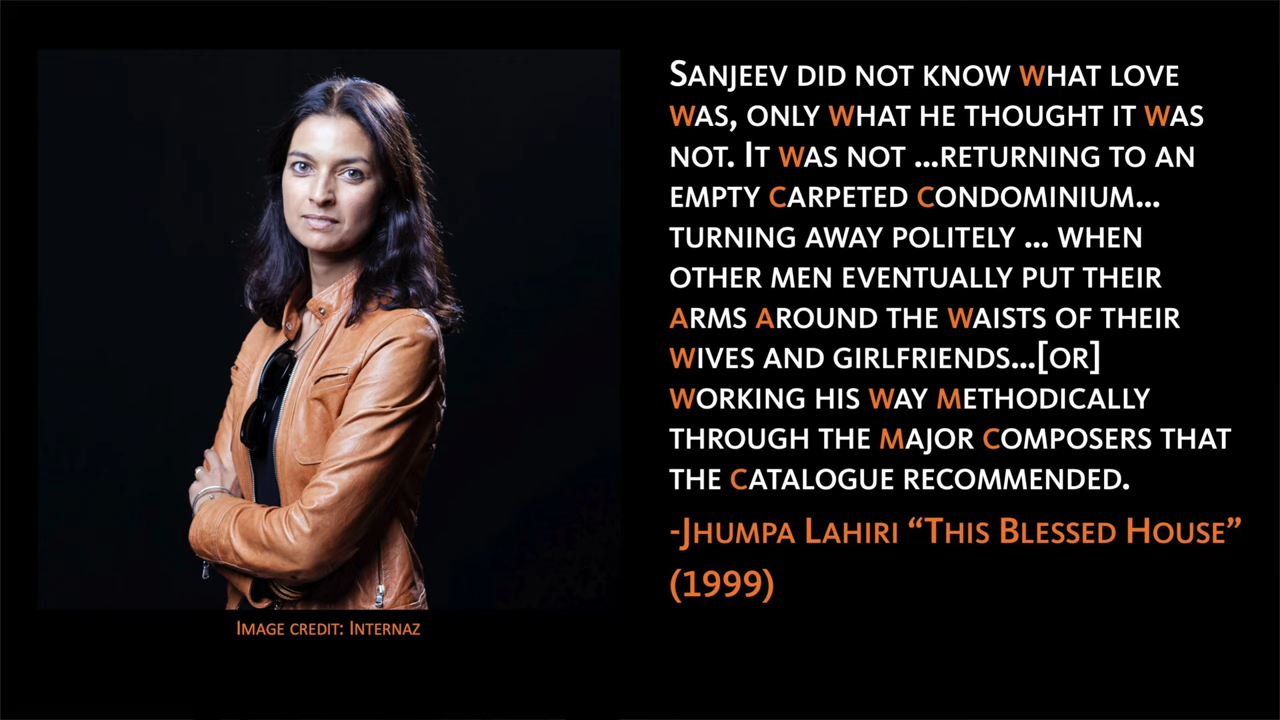 Sanjeev did not know what love
was, only what he thought it was
not. It was not ...returning to an
empty carpeted condominium...
turning away politely ... when
other men eventually put their
arms around the waists of their
wives and girlfriends...[or]
working his way methodically
through the major composers that
the catalogue recommended.
-Jhumpa Lahiri “This Blessed House”
(1999)
Image credit: Internaz